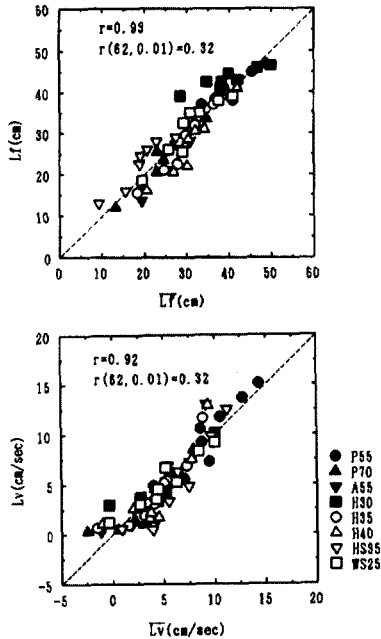 60
50
40
30
20
10
0
Lf(cm)
r=0.93
r(62,0.01)=0.32
0 10 20 30 40 50 60
L̅f̅(cm)
20
15
10
5
0
-5
Lv(cm/sec)
r=0.92
r(62,0.01)=0.32
-5 0 5 10 15 20
L̅v̅(cm/sec)
P55
P70
A55
H30
H35
H40
HS35
WS25